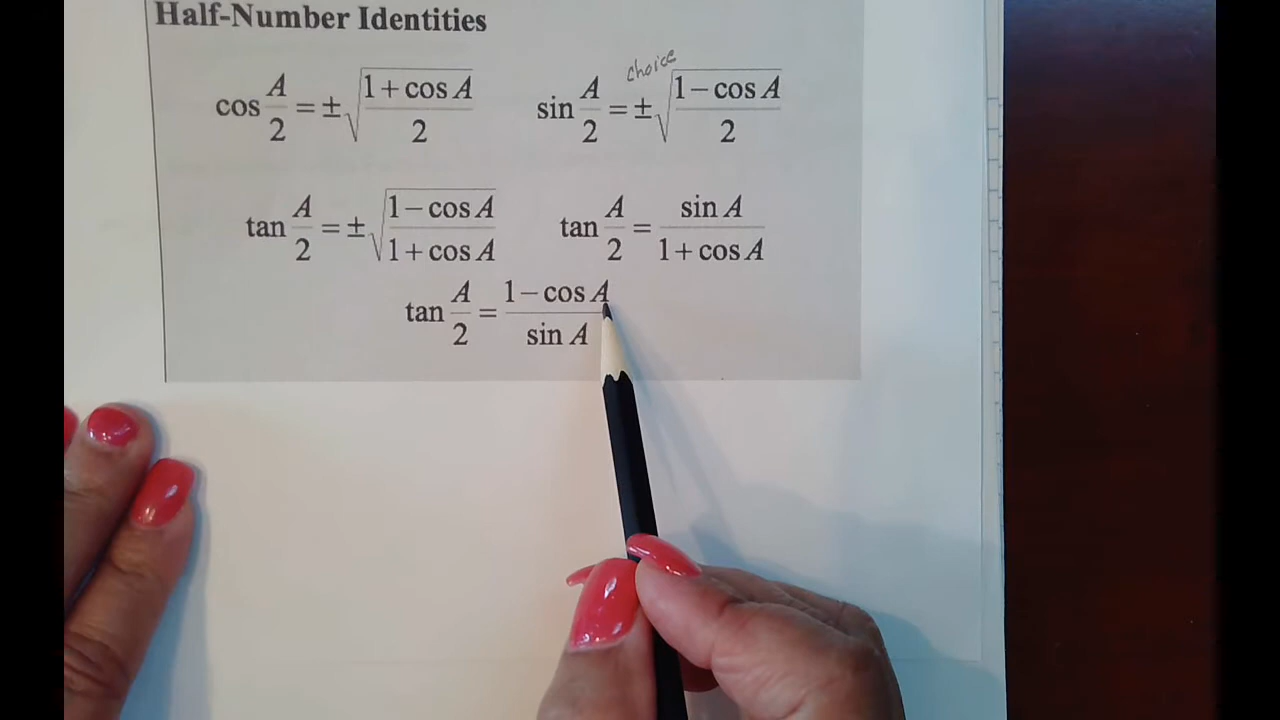 Half-Number Identities
choice
cos A/2 = ±√((1 + cos A)/2) sin A/2 = ±√((1 − cos A)/2)
tan A/2 = ±√((1 − cos A)/(1 + cos A)) tan A/2 = sin A/(1 + cos A)
tan A/2 = (1 − cos A)/sin A